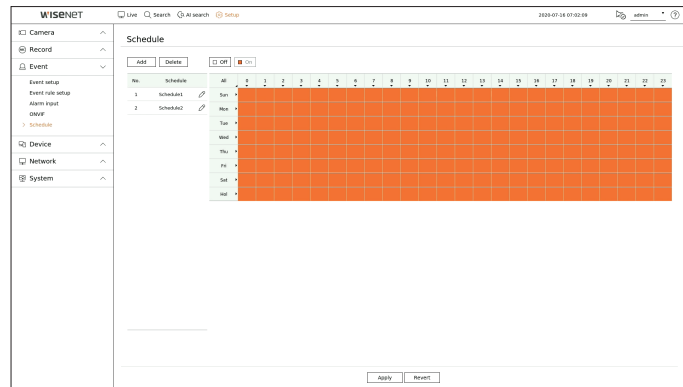 WISENET Live Search AI search Setup 2020-07-16 07:02:09 admin
Camera
Record
Event
Event setup
Event rule setup
Alarm input
ONVIF
> Schedule
Device
Network
System
Schedule
Add Delete Off On
No. Schedule All 0 1 2 3 4 5 6 7 8 9 10 11 12 13 14 15 16 17 18 19 20 21 22 23
1 Schedule1 Sun
2 Schedule2 Mon
Tue
Wed
Thu
Fri
Sat
Hol
Apply Revert